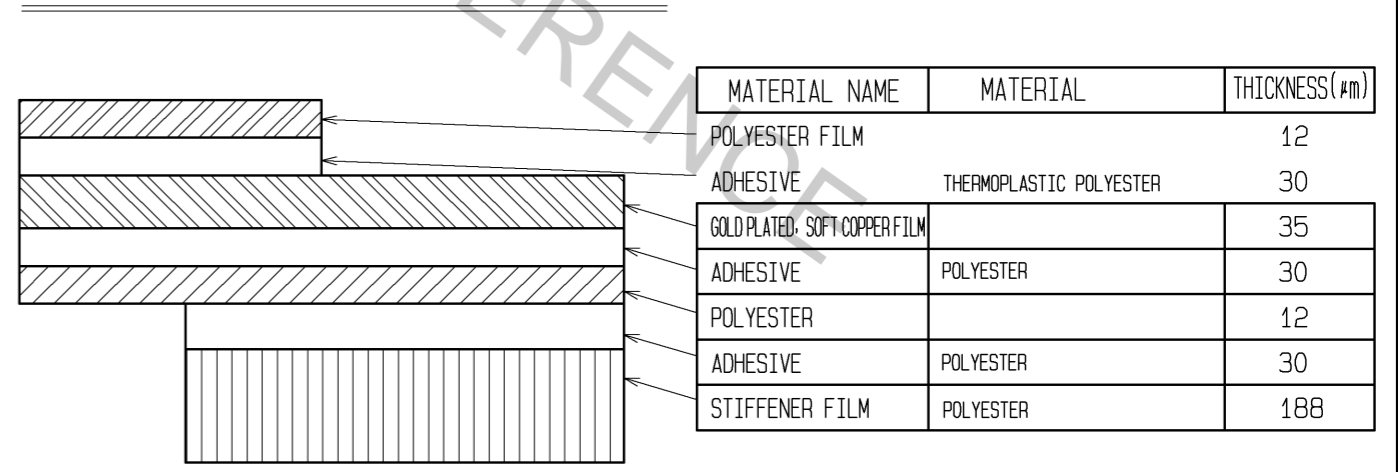 ERENCE
MATERIAL NAME MATERIAL THICKNESS(μm)
POLYESTER FILM 12
ADHESIVE THERMOPLASTIC POLYESTER 30
GOLD PLATED, SOFT COPPER FILM 35
ADHESIVE POLYESTER 30
POLYESTER 12
ADHESIVE POLYESTER 30
STIFFENER FILM POLYESTER 188